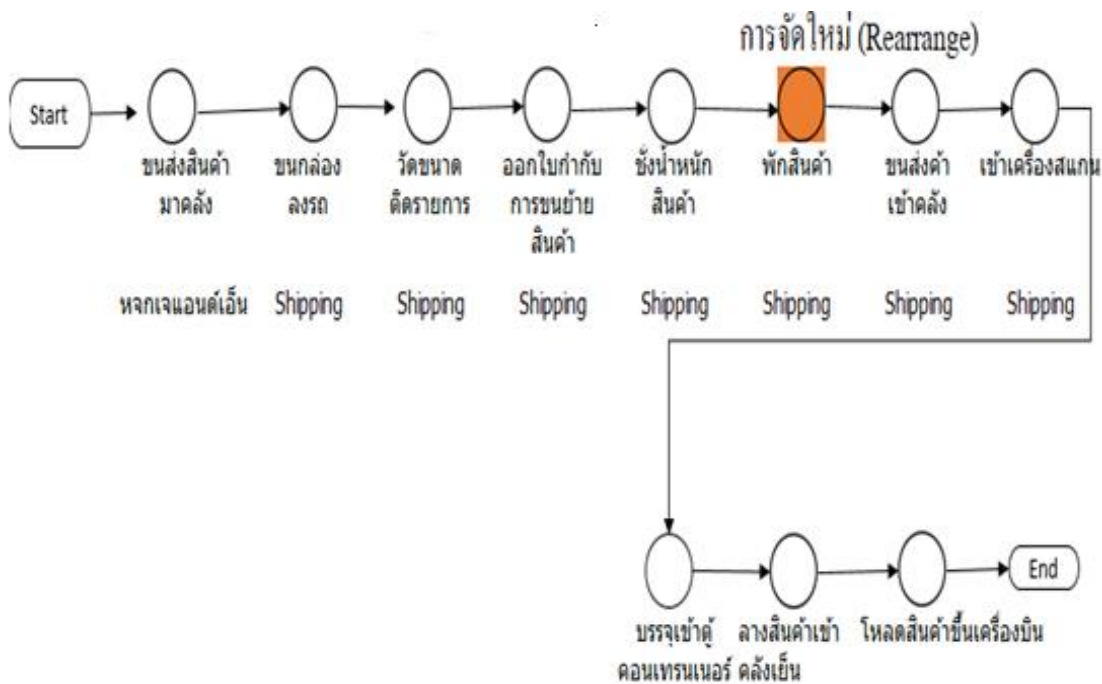 การจัดใหม่ (Rearrange)
Start
ขนส่งสินค้า
มาคลัง
ขนกล่อง
ลงรถ
วัดขนาด
ติดรายการ
ออกใบกำกับ
การขนย้าย
สินค้า
ชั่งน้ำหนัก
สินค้า
พักสินค้า
ขนส่งค้า
เข้าคลัง
เข้าเครื่องสแกน
หจกเจแอนด์เอ็น
Shipping
Shipping
Shipping
Shipping
Shipping
Shipping
Shipping
End
บรรจุเข้าตู้
คอนเทรนเนอร์
ลางสินค้าเข้า
คลังเย็น
โหลดสินค้าขึ้นเครื่องบิน